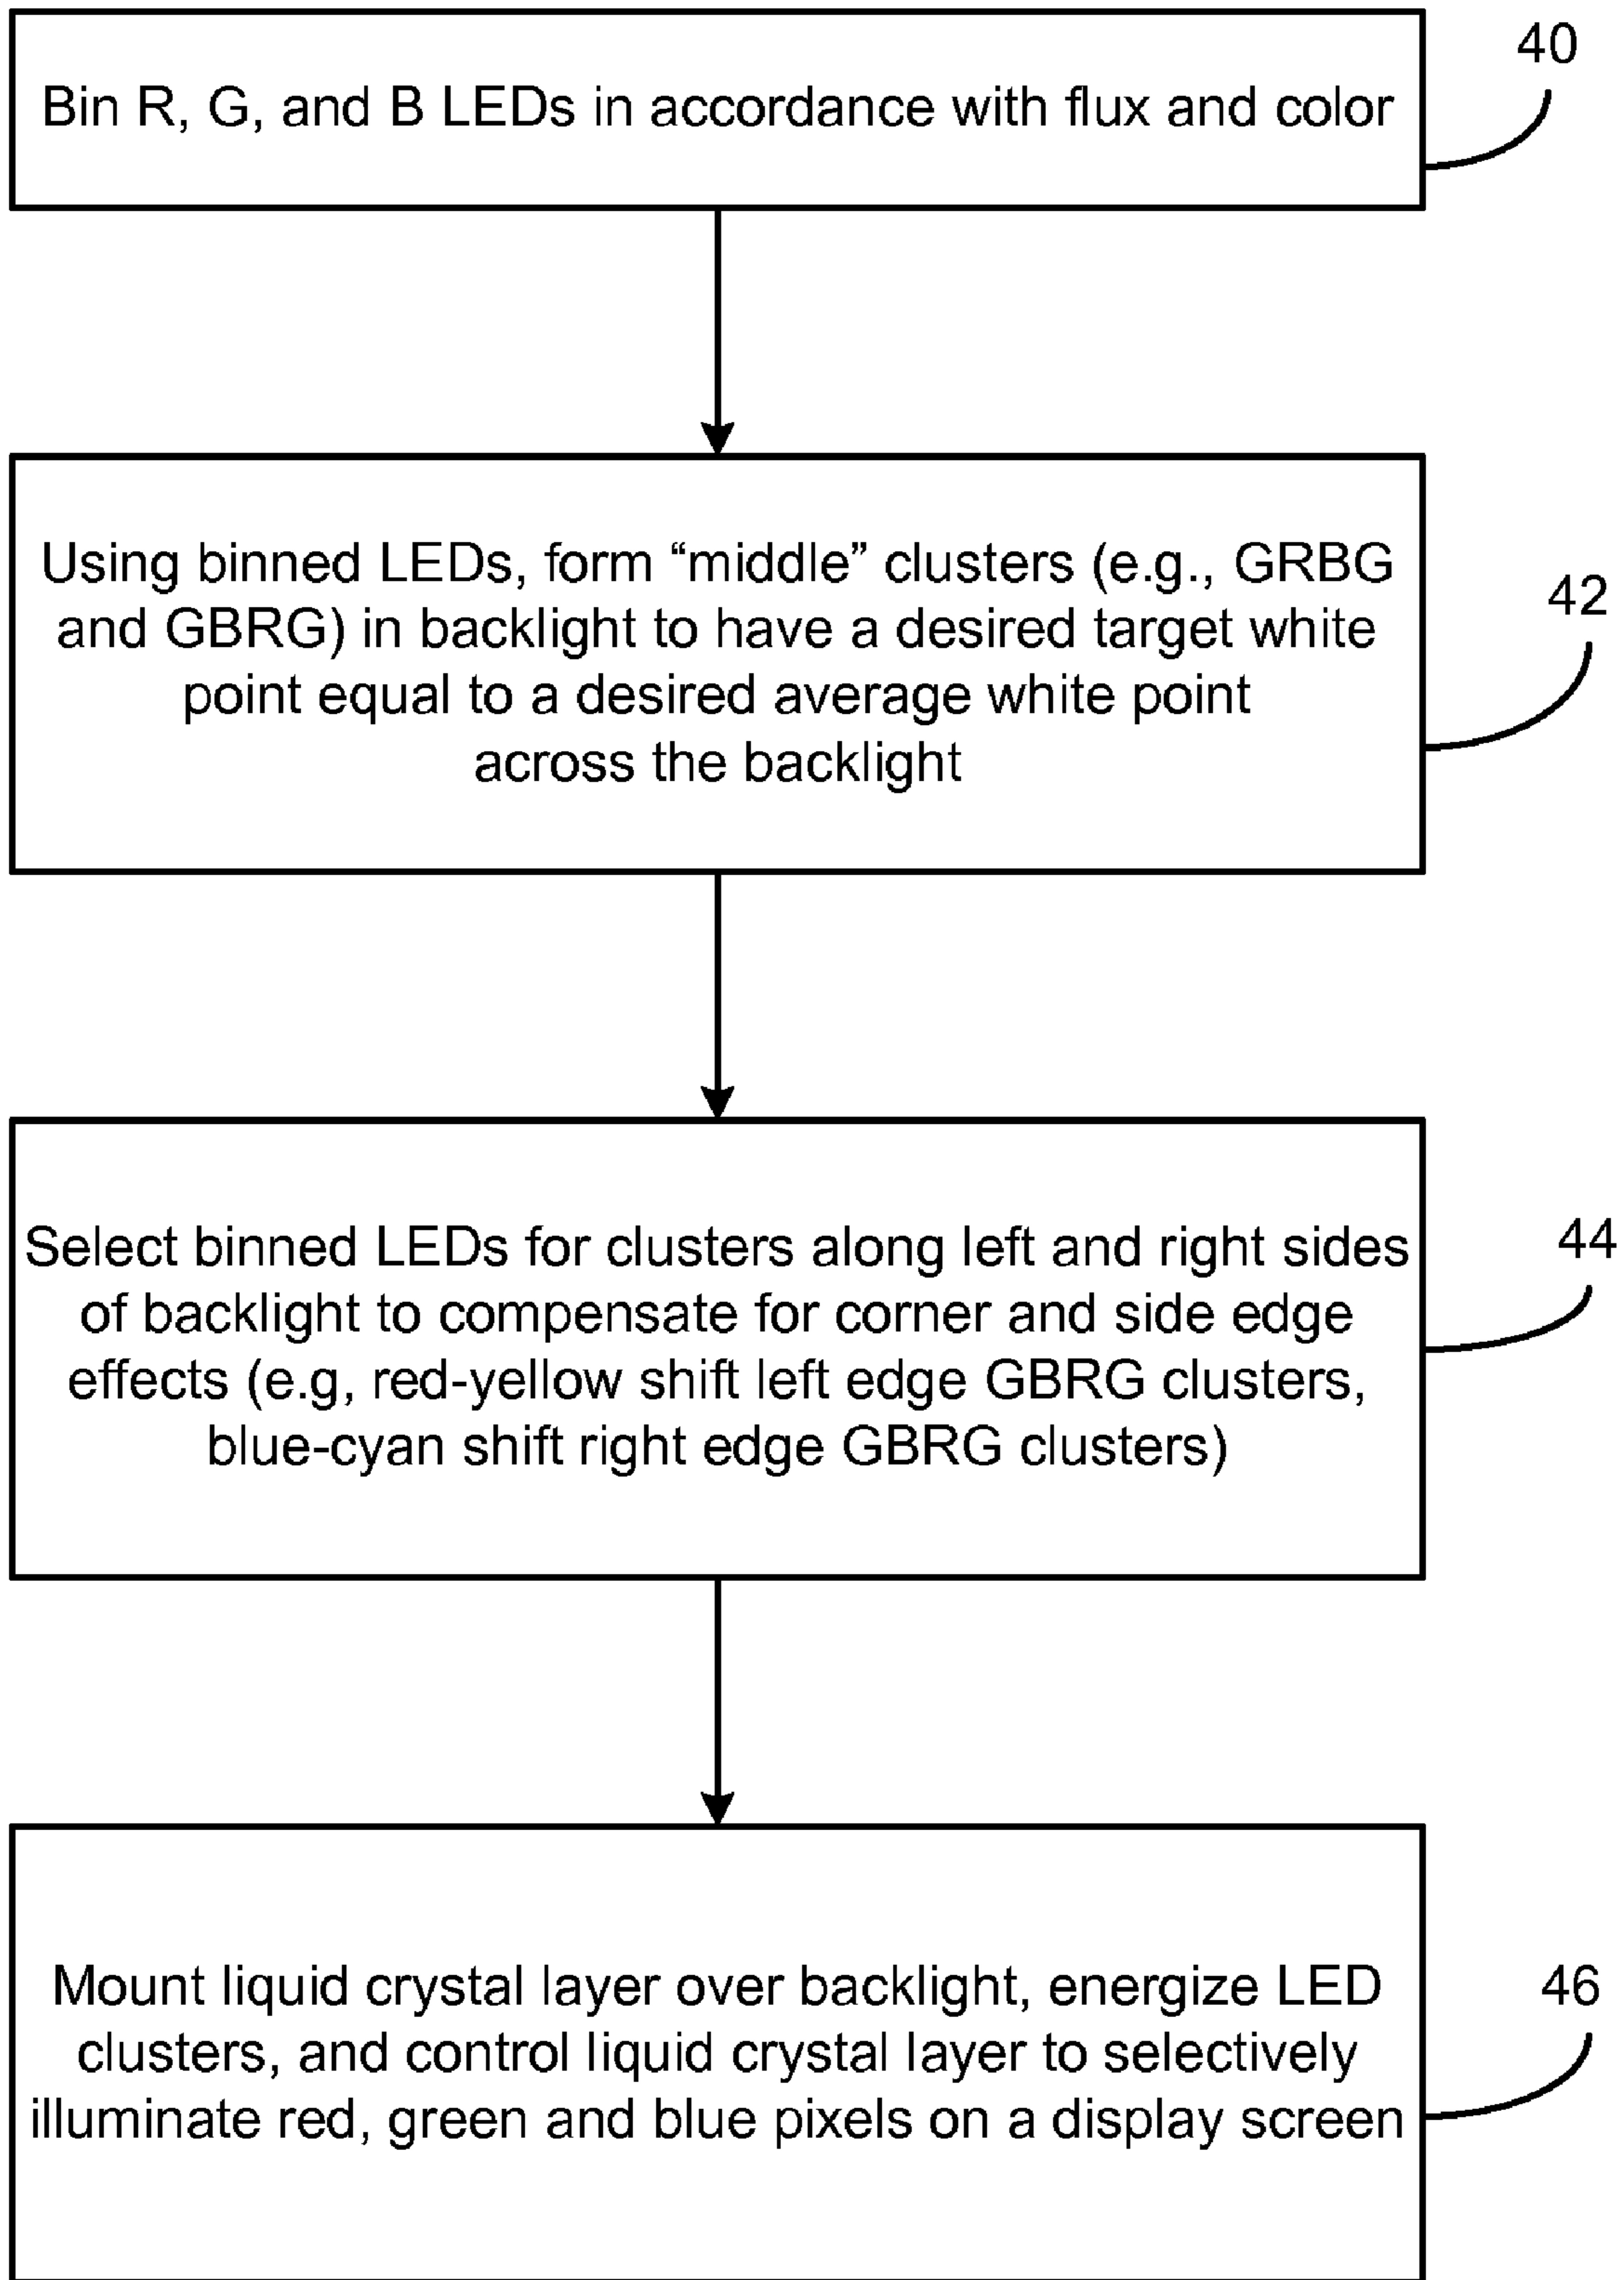 Bin R, G, and B LEDs in accordance with flux and color
40
Using binned LEDs, form “middle” clusters (e.g., GRBG
and GBRG) in backlight to have a desired target white
point equal to a desired average white point
across the backlight
42
Select binned LEDs for clusters along left and right sides
of backlight to compensate for corner and side edge
effects (e.g, red-yellow shift left edge GBRG clusters,
blue-cyan shift right edge GBRG clusters)
44
Mount liquid crystal layer over backlight, energize LED
clusters, and control liquid crystal layer to selectively
illuminate red, green and blue pixels on a display screen
46